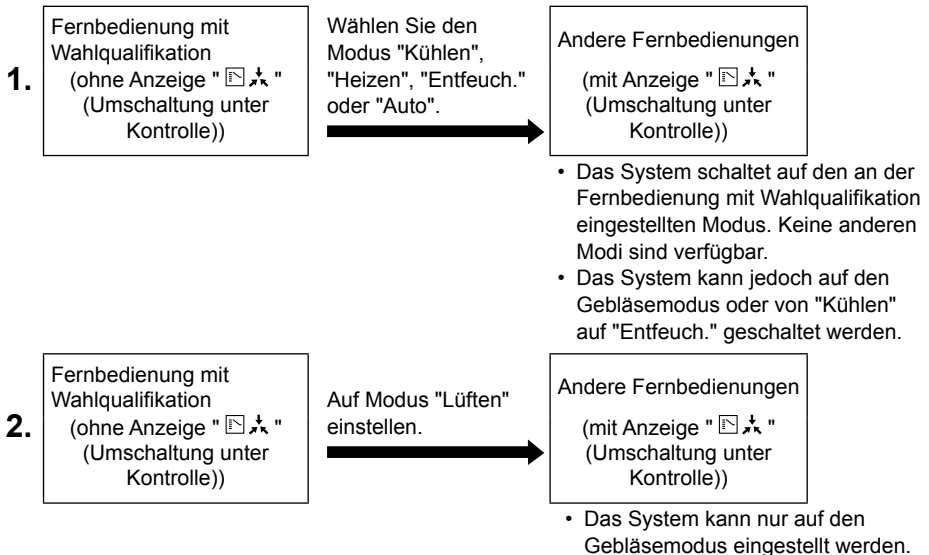 1.
Fernbedienung mit
Wahlqualifikation
(ohne Anzeige " "
(Umschaltung unter
Kontrolle))
Wählen Sie den
Modus "Kühlen",
"Heizen", "Entfeuch."
oder "Auto".
Andere Fernbedienungen
(mit Anzeige " "
(Umschaltung unter
Kontrolle))
• Das System schaltet auf den an der
Fernbedienung mit Wahlqualifikation
eingestellten Modus. Keine anderen
Modi sind verfügbar.
• Das System kann jedoch auf den
Gebläsemodus oder von "Kühlen"
auf "Entfeuch." geschaltet werden.
2.
Fernbedienung mit
Wahlqualifikation
(ohne Anzeige " "
(Umschaltung unter
Kontrolle))
Auf Modus "Lüften"
einstellen.
Andere Fernbedienungen
(mit Anzeige " "
(Umschaltung unter
Kontrolle))
• Das System kann nur auf den
Gebläsemodus eingestellt werden.